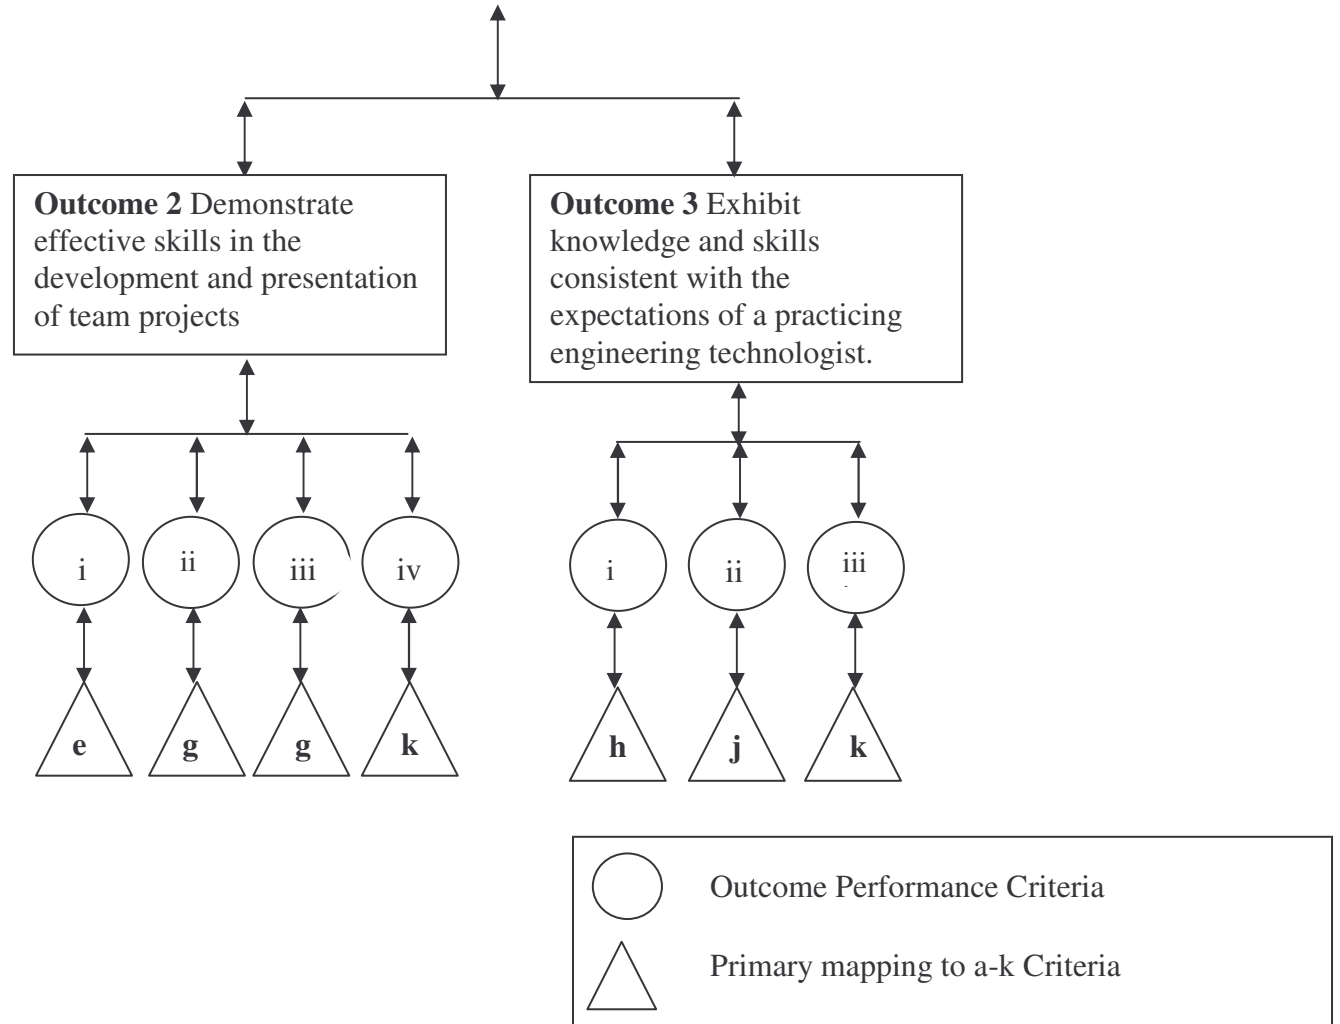 Outcome 2 Demonstrate
effective skills in the
development and presentation
of team projects
Outcome 3 Exhibit
knowledge and skills
consistent with the
expectations of a practicing
engineering technologist.
i
ii
iii
iv
i
ii
iii
e
g
g
k
h
j
k
Outcome Performance Criteria
Primary mapping to a-k Criteria